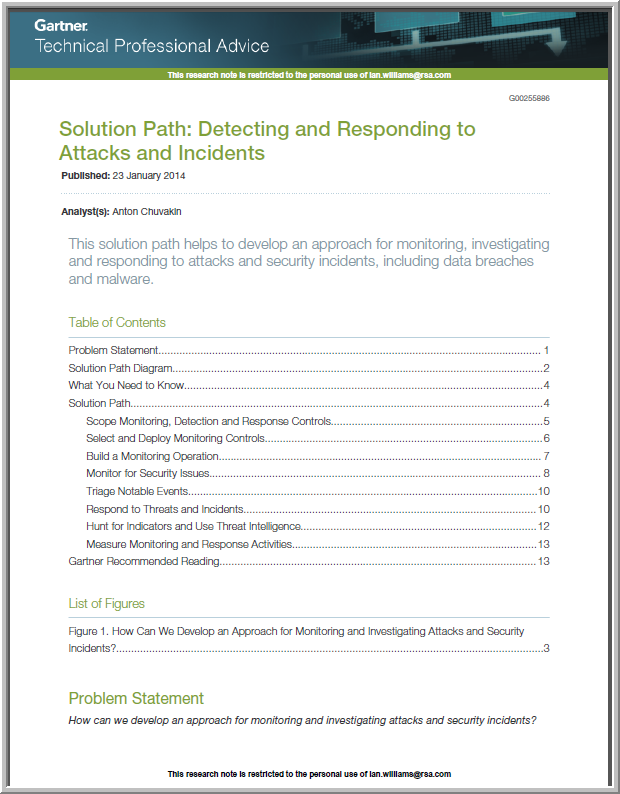 Gartner.
Technical Professional Advice
This research note is restricted to the personal use of ian.williams@rsa.com
G00255886
Solution Path: Detecting and Responding to
Attacks and Incidents
Published: 23 January 2014
Analyst(s): Anton Chuvakin
This solution path helps to develop an approach for monitoring, investigating
and responding to attacks and security incidents, including data breaches
and malware.
Table of Contents
Problem Statement 1
Solution Path Diagram 2
What You Need to Know 4
Solution Path 4
Scope Monitoring, Detection and Response Controls 5
Select and Deploy Monitoring Controls 6
Build a Monitoring Operation 7
Monitor for Security Issues 8
Triage Notable Events 10
Respond to Threats and Incidents 10
Hunt for Indicators and Use Threat Intelligence 12
Measure Monitoring and Response Activities 13
Gartner Recommended Reading 13
List of Figures
Figure 1. How Can We Develop an Approach for Monitoring and Investigating Attacks and Security
Incidents? 3
Problem Statement
How can we develop an approach for monitoring and investigating attacks and security incidents?
This research note is restricted to the personal use of ian.williams@rsa.com